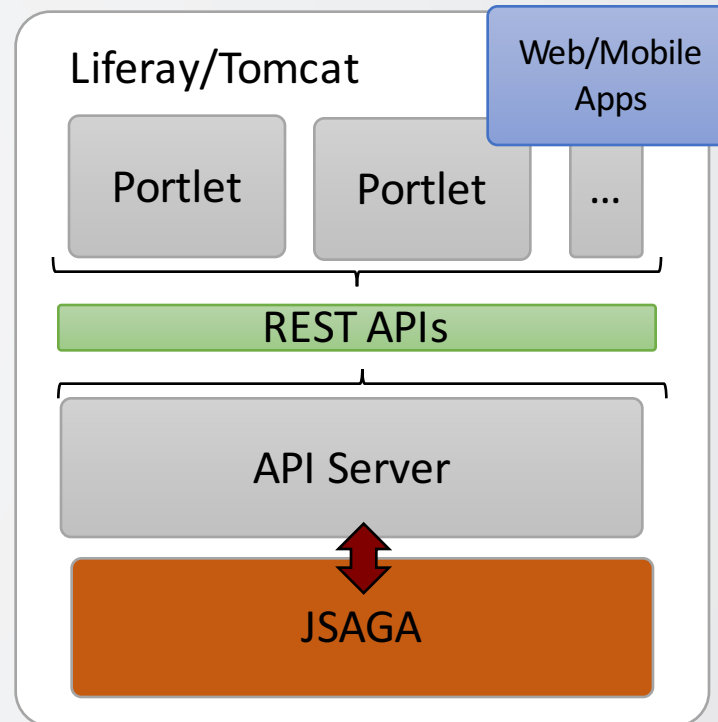 Liferay/Tomcat
Web/Mobile
Apps
Portlet
Portlet
...
REST APIs
API Server
JSAGA